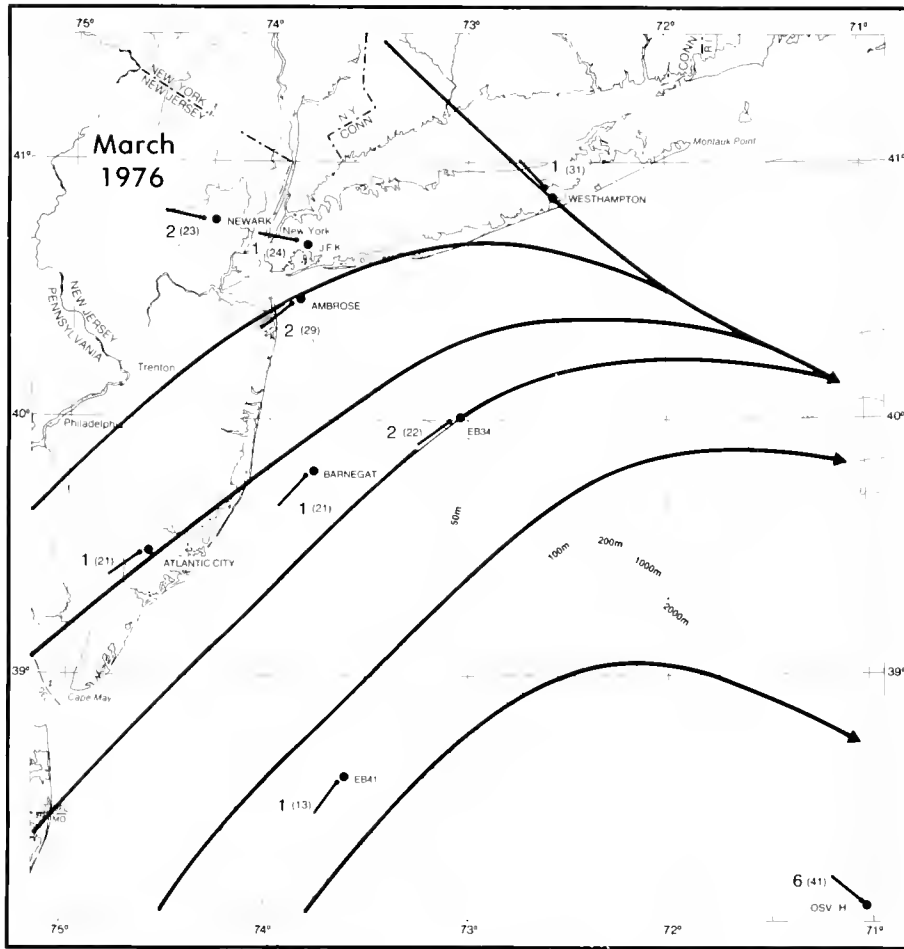 75° 74° 73° 72° 71°
NEW YORK
NEW JERSEY
N.Y.
CONN
CONN
March
1976
41° 41°
Montauk Point
1 (31)
WESTHAMPTON
NEWARK
2 (23)
New York
1 (24)
J.F.K
AMBROSE
2 (29)
NEW JERSEY
PENNSYLVANIA
Trenton
40° 40°
Philadelphia
2 (22)
EB34
BARNEGAT
1 (21)
50m
100m
200m
1000m
2000m
1 (21)
ATLANTIC CITY
39° 39°
Cape May
EB41
1 (13)
6 (41)
OSV H
75° 74° 73° 72° 71°